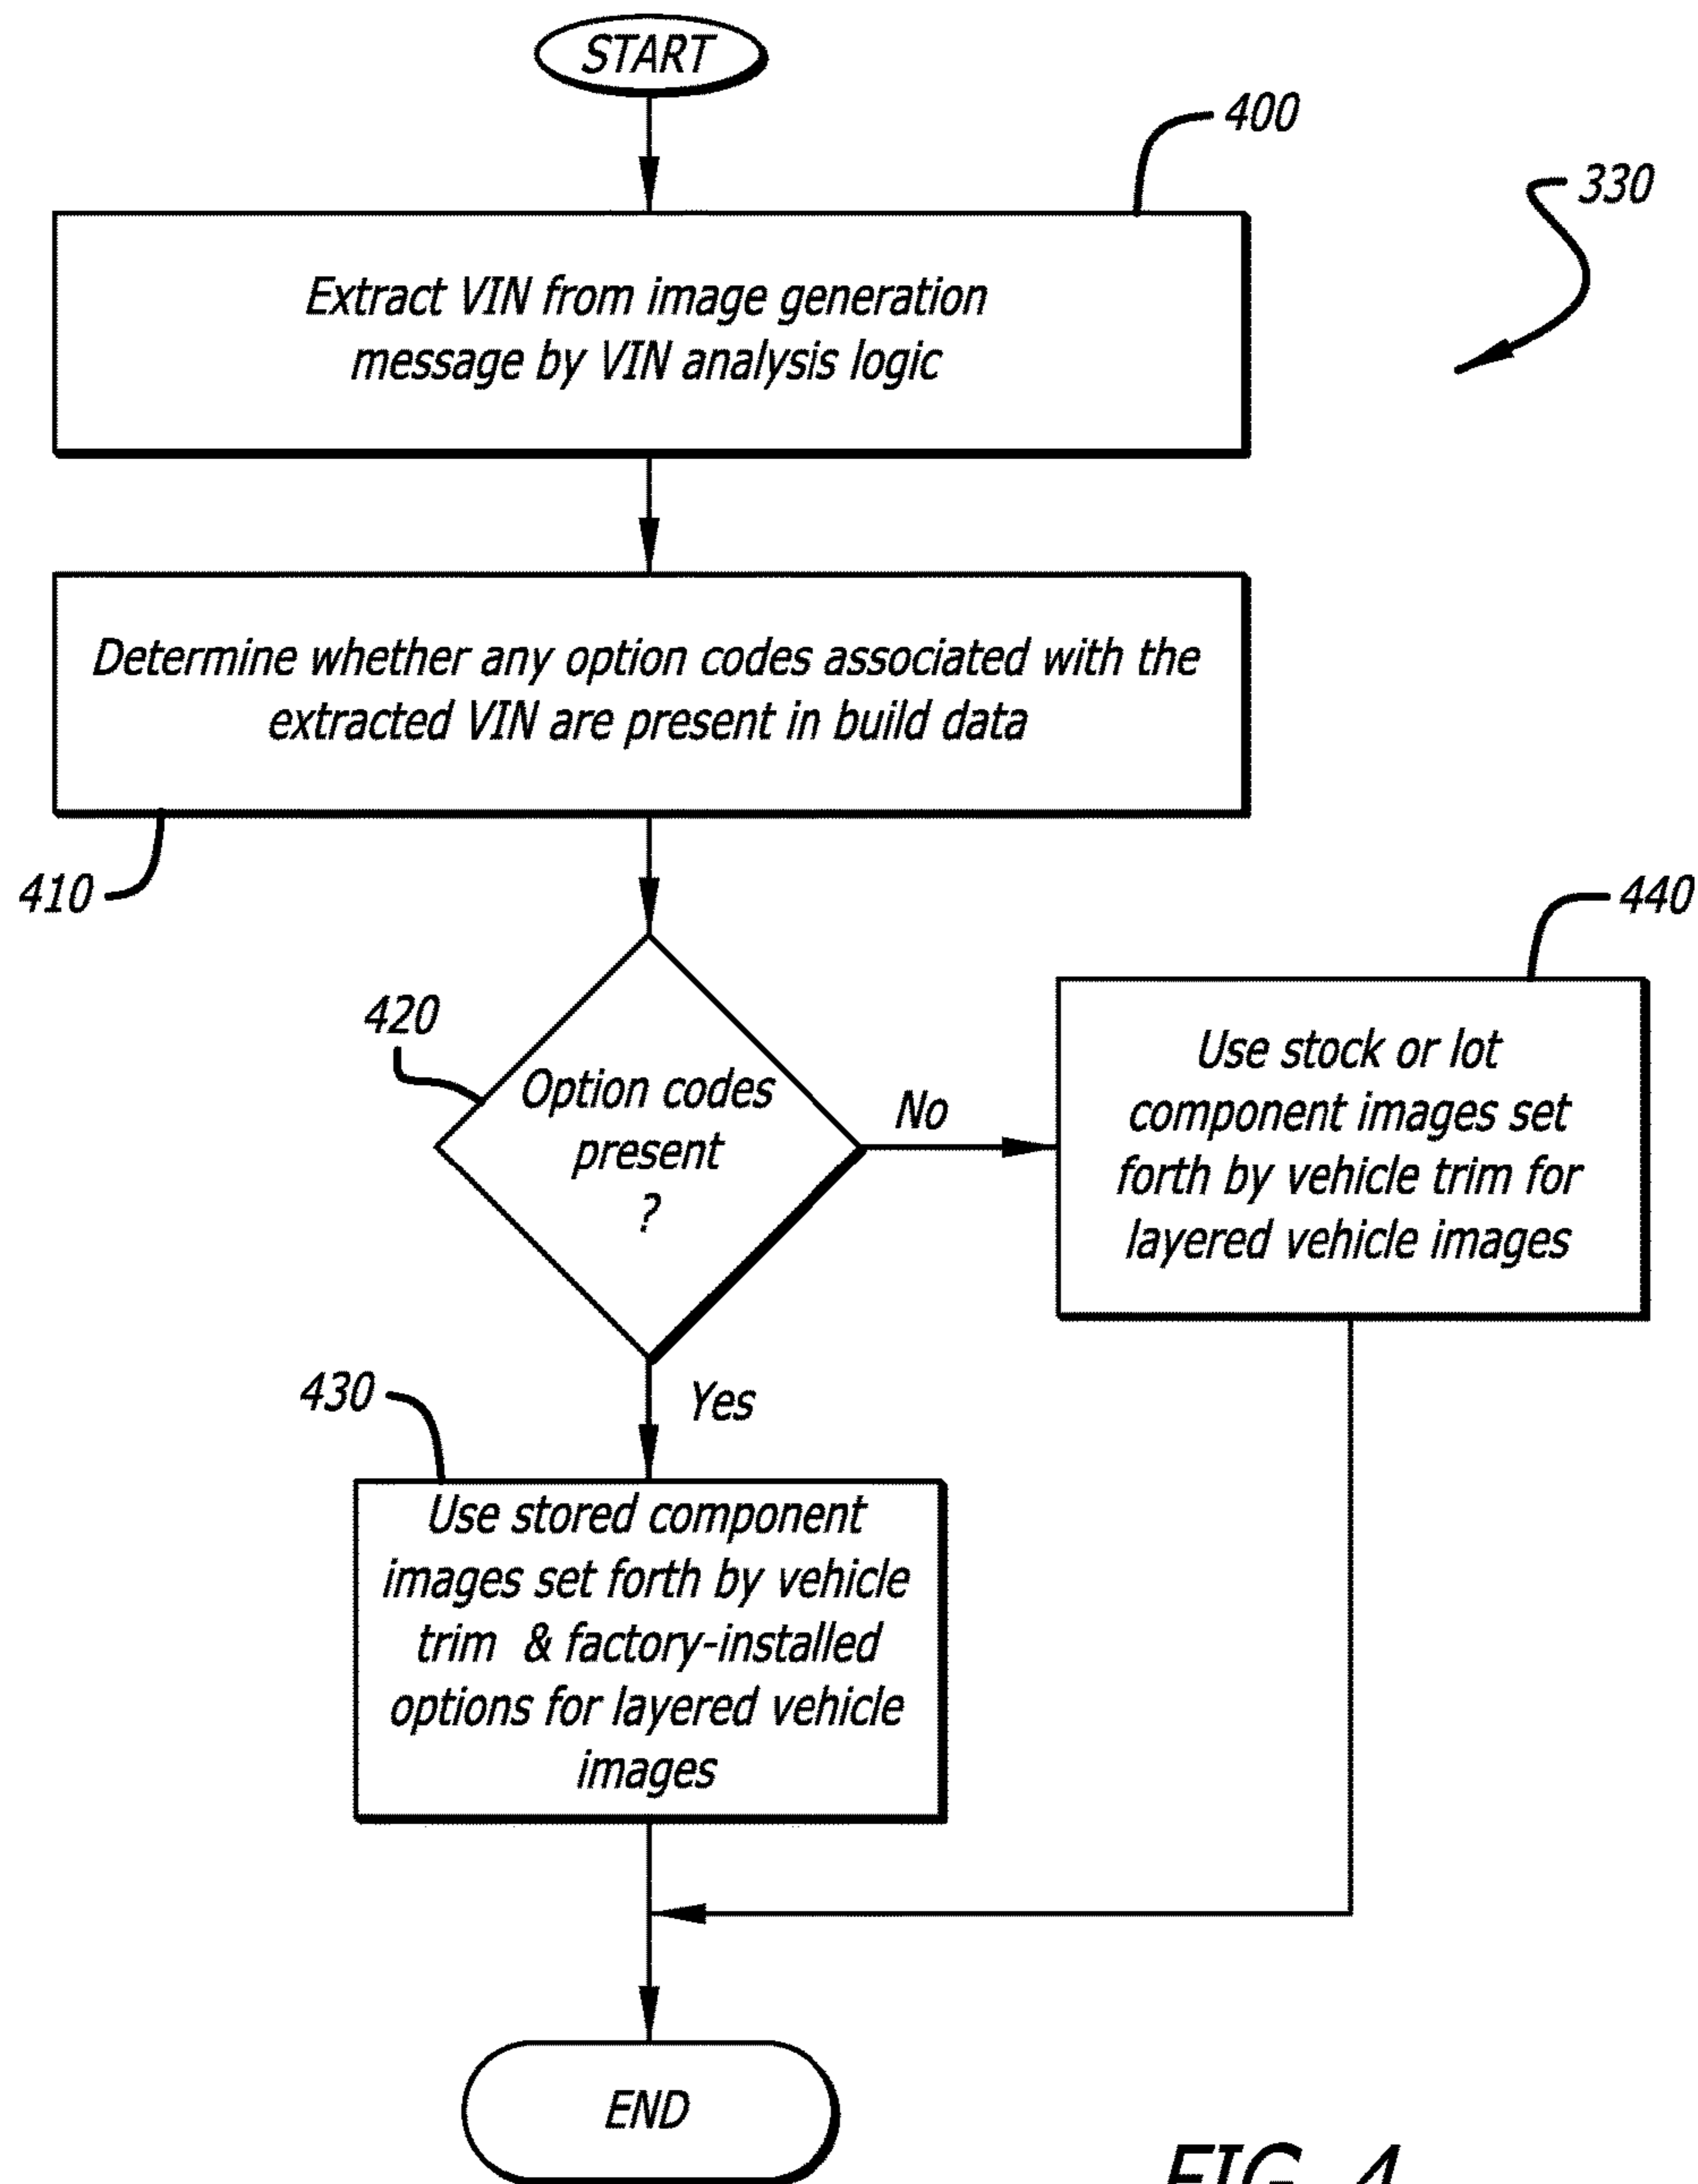 START
400
330
Extract VIN from image generation
message by VIN analysis logic
Determine whether any option codes associated with the
extracted VIN are present in build data
410
440
420
Option codes
present
?
No
Use stock or lot
component images set
forth by vehicle trim for
layered vehicle images
430
Yes
Use stored component
images set forth by vehicle
trim & factory-installed
options for layered vehicle
images
END
FIG. 4